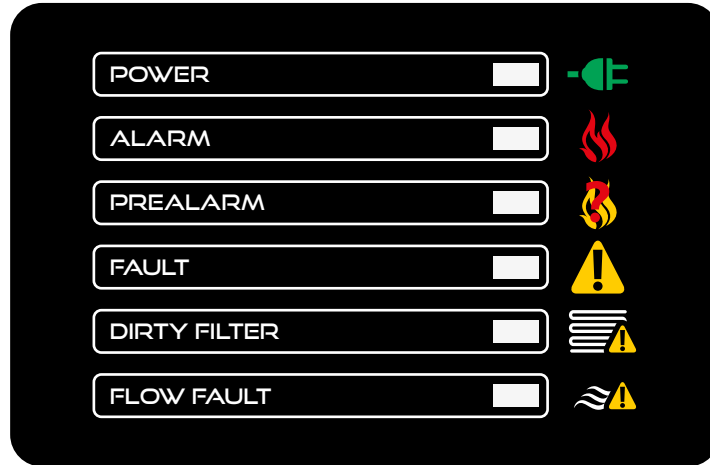 POWER
ALARM
PREALARM
FAULT
DIRTY FILTER
FLOW FAULT